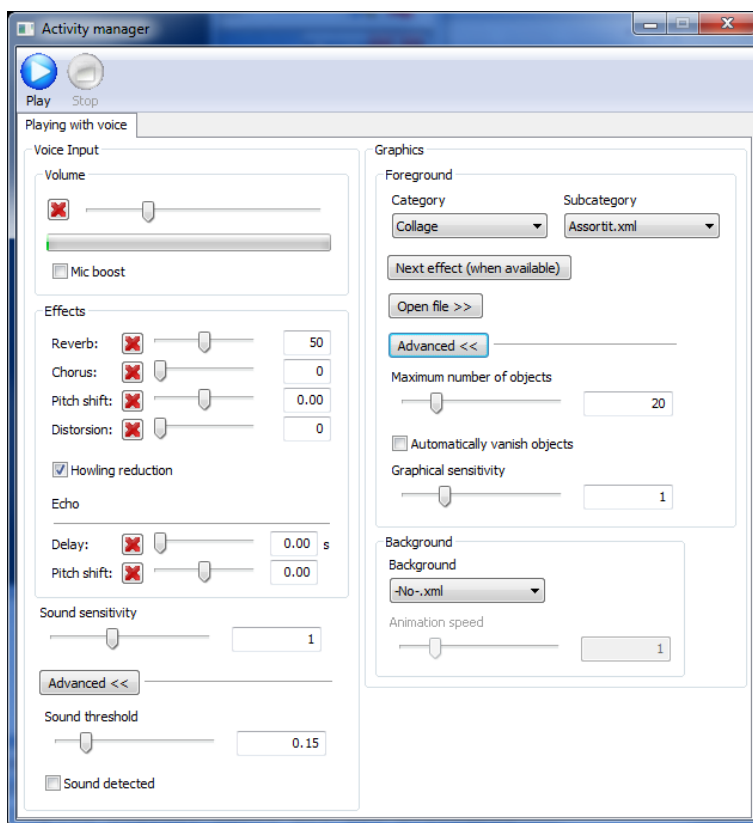 Activity manager
Play Stop
Playing with voice
Voice Input
Volume
Mic boost
Effects
Reverb: 50
Chorus: 0
Pitch shift: 0.00
Distorsion: 0
Howling reduction
Echo
Delay: 0.00 s
Pitch shift: 0.00
Sound sensitivity
1
Advanced <<
Sound threshold
0.15
Sound detected
Graphics
Foreground
Category Subcategory
Collage Assortit.xml
Next effect (when available)
Open file >>
Advanced <<
Maximum number of objects
20
Automatically vanish objects
Graphical sensitivity
1
Background
Background
-No-.xml
Animation speed
1